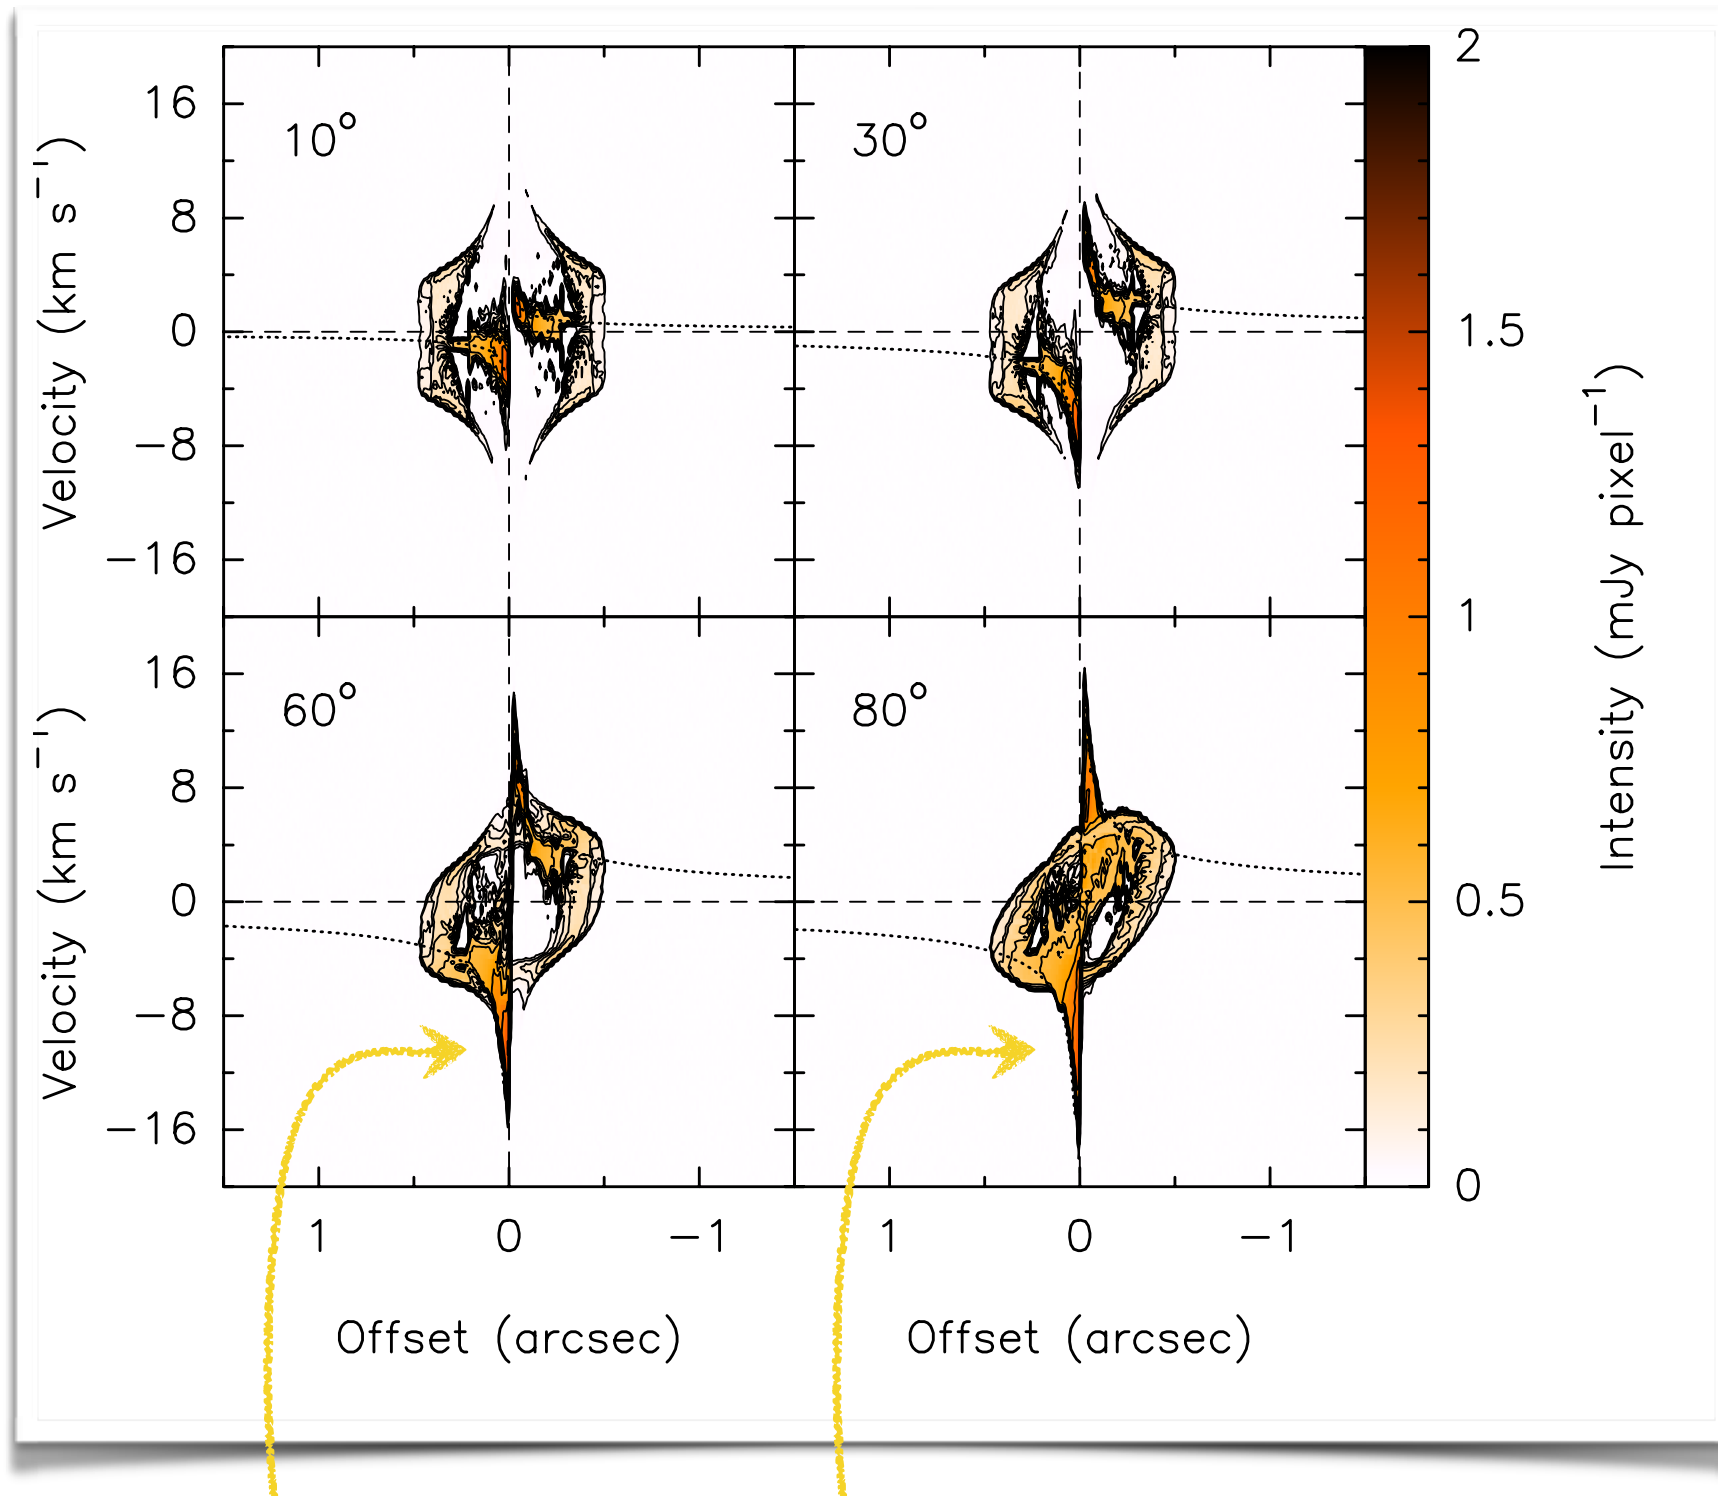 10°
30°
60°
80°
16
8
0
−8
−16
Velocity (km s⁻¹)
16
8
0
−8
−16
Velocity (km s⁻¹)
1 0 −1
1 0 −1
Offset (arcsec)
Offset (arcsec)
2
1.5
1
0.5
0
Intensity (mJy pixel⁻¹)